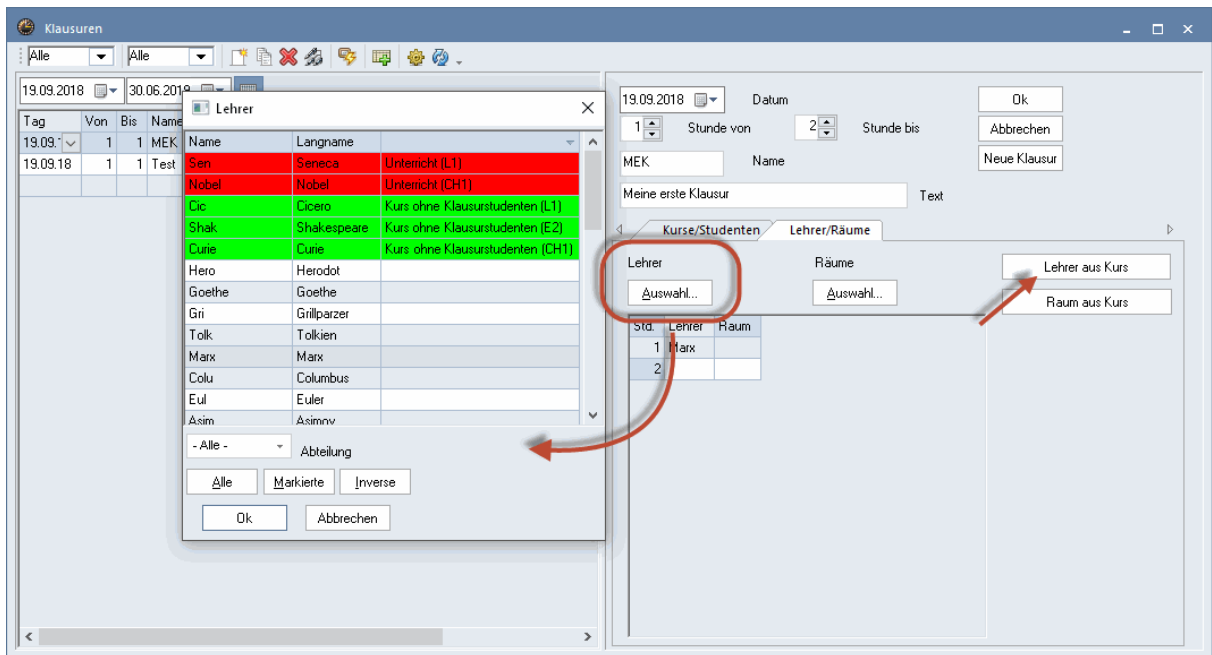 Klausuren
Alle Alle
19.09.2018 30.06.2019
Tag Von Bis Name
19.09. 1 1 MEK
19.09.18 1 1 Test
Lehrer
Name Langname
Sen Seneca Unterricht (L1)
Nobel Nobel Unterricht (CH1)
Cic Cicero Kurs ohne Klausurstudenten (L1)
Shak Shakespeare Kurs ohne Klausurstudenten (E2)
Curie Curie Kurs ohne Klausurstudenten (CH1)
Hero Herodot
Goethe Goethe
Gri Grillparzer
Tolk Tolkien
Marx Marx
Colu Columbus
Eul Euler
Asim Asimov
- Alle - Abteilung
Alle Markierte Inverse
Ok Abbrechen
19.09.2018 Datum Ok
1 Stunde von 2 Stunde bis Abbrechen
MEK Name Neue Klausur
Meine erste Klausur Text
Kurse/Studenten Lehrer/Räume
Lehrer Räume Lehrer aus Kurs
Auswahl... Auswahl... Raum aus Kurs
Std. Lehrer Raum
1 Marx
2